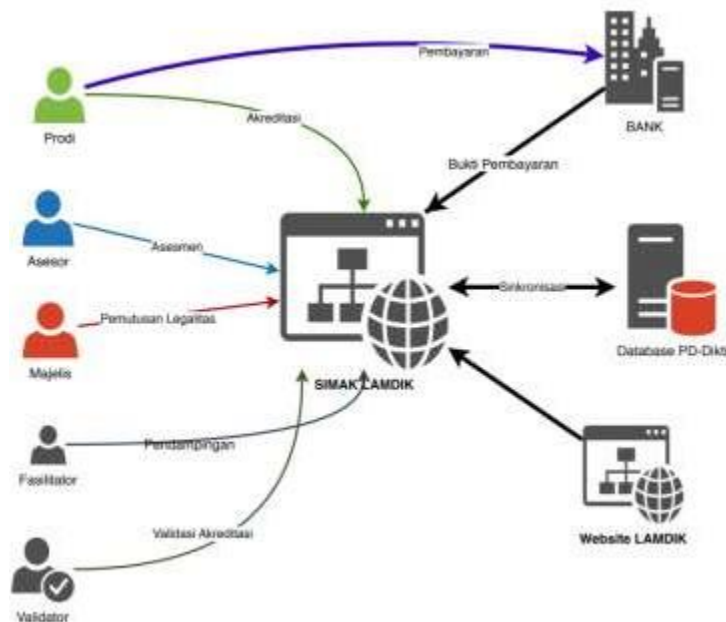 Pembayaran
BANK
Prodi
Akreditasi
Bukti Pembayaran
Asesor
Asesmen
Sinkronisasi
Pemutusan Legalitas
Majelis
SIMAK LAMDIK
Database PD-Dikti
Pendampingan
Fasilitator
Validasi Akreditasi
Website LAMDIK
Validator